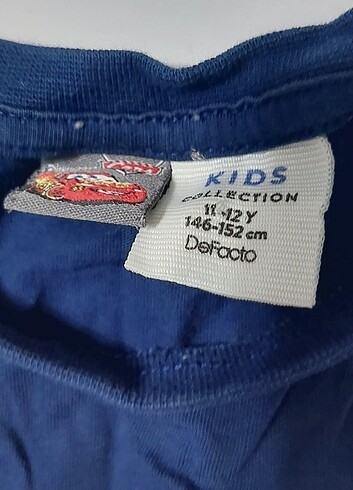 KIDS
COLLECTION
11-12 Y
146-152 cm
DeFacto